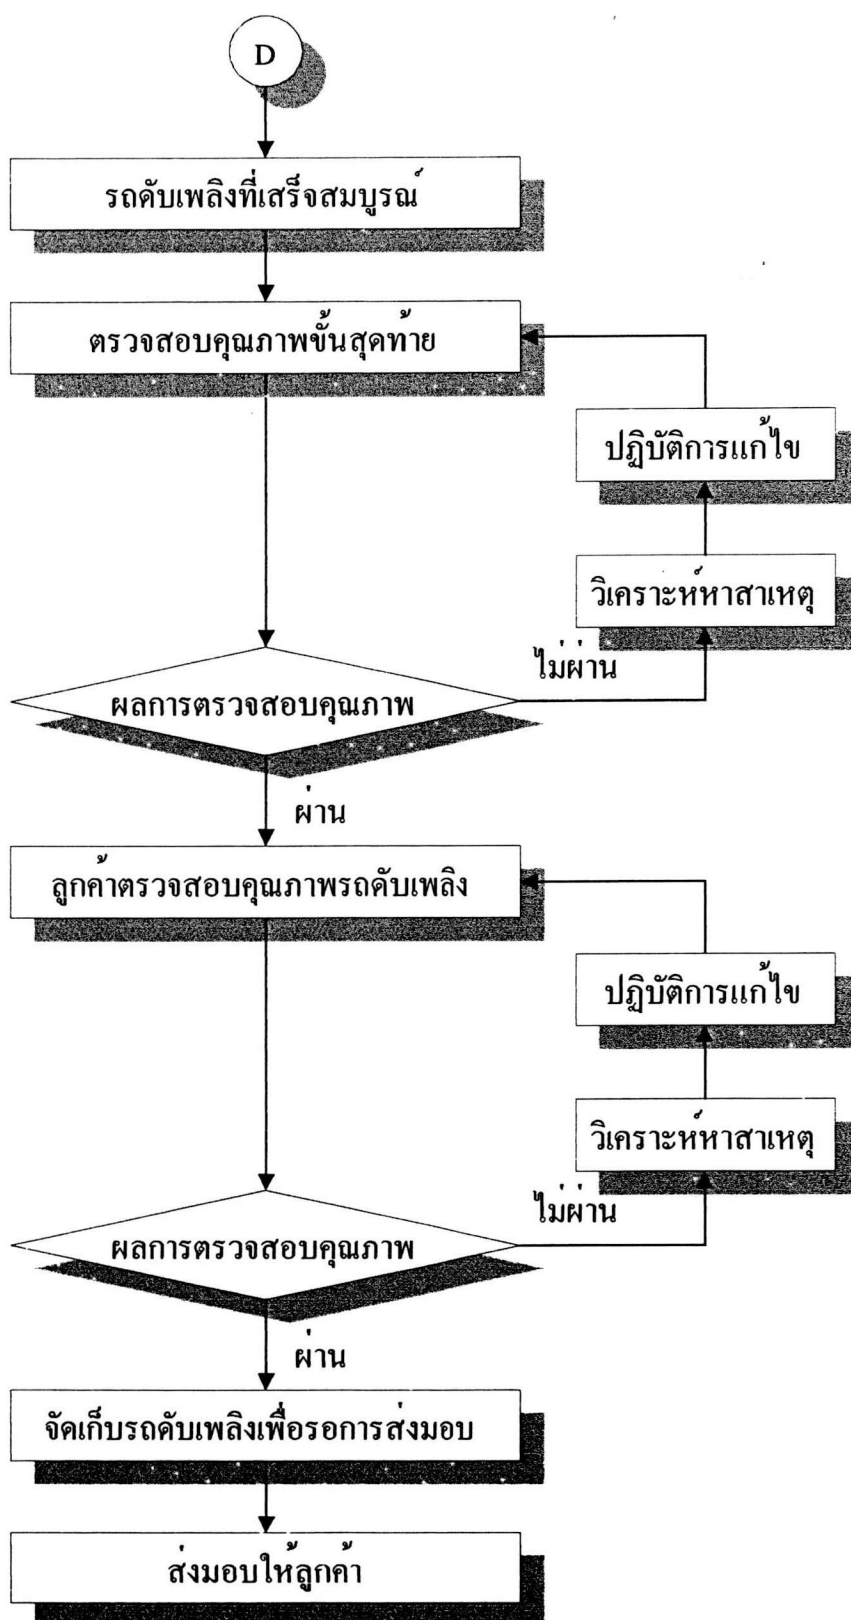 D
รถดับเพลิงที่เสร็จสมบูรณ์
ตรวจสอบคุณภาพขั้นสุดท้าย
ปฏิบัติการแก้ไข
วิเคราะห์หาสาเหตุ
ไม่ผ่าน
ผลการตรวจสอบคุณภาพ
ผ่าน
ลูกค้าตรวจสอบคุณภาพรถดับเพลิง
ปฏิบัติการแก้ไข
วิเคราะห์หาสาเหตุ
ไม่ผ่าน
ผลการตรวจสอบคุณภาพ
ผ่าน
จัดเก็บรถดับเพลิงเพื่อรอการส่งมอบ
ส่งมอบให้ลูกค้า